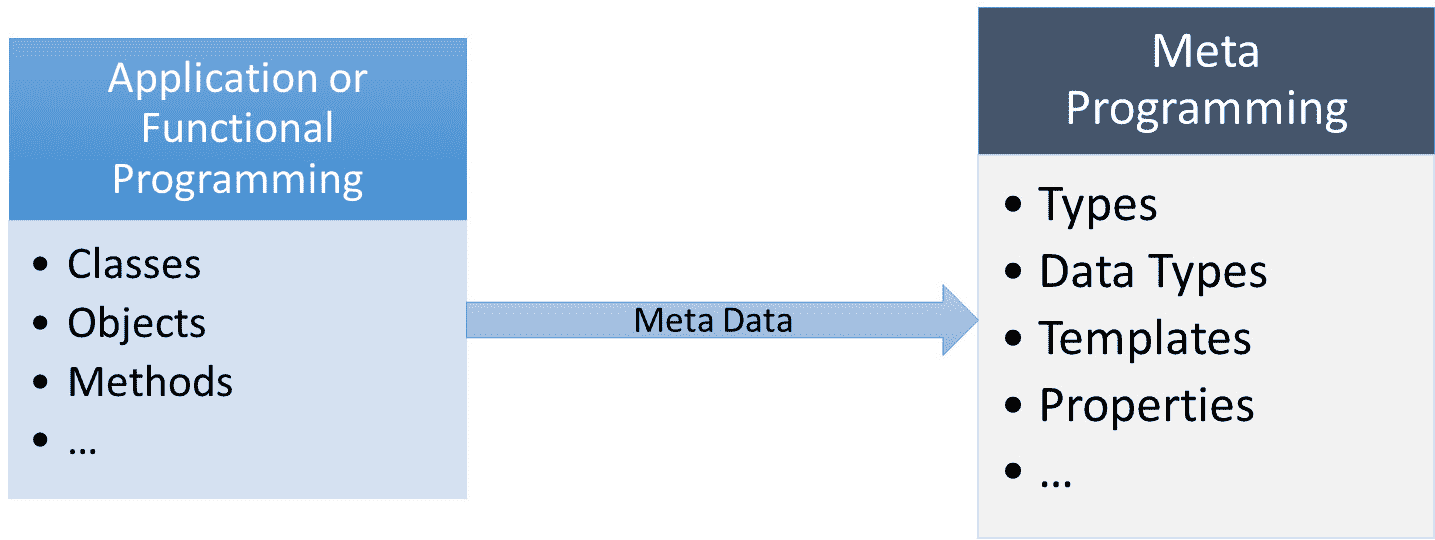 Application or
Functional
Programming
• Classes
• Objects
• Methods
• ...
Meta Data
Meta
Programming
• Types
• Data Types
• Templates
• Properties
• ...